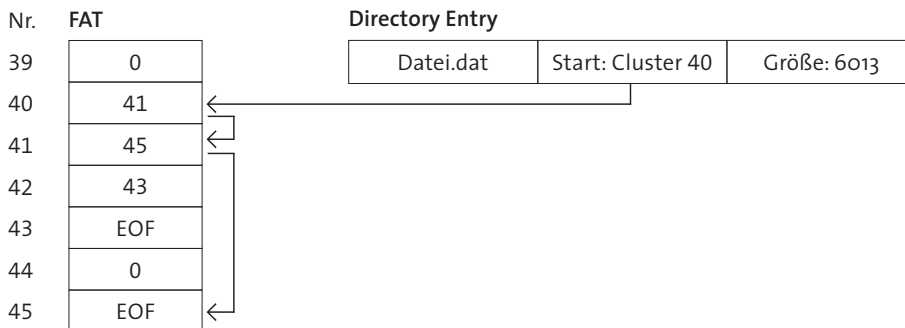 Nr. FAT Directory Entry
39 0 Datei.dat Start: Cluster 40 Größe: 6013
40 41
41 45
42 43
43 EOF
44 0
45 EOF